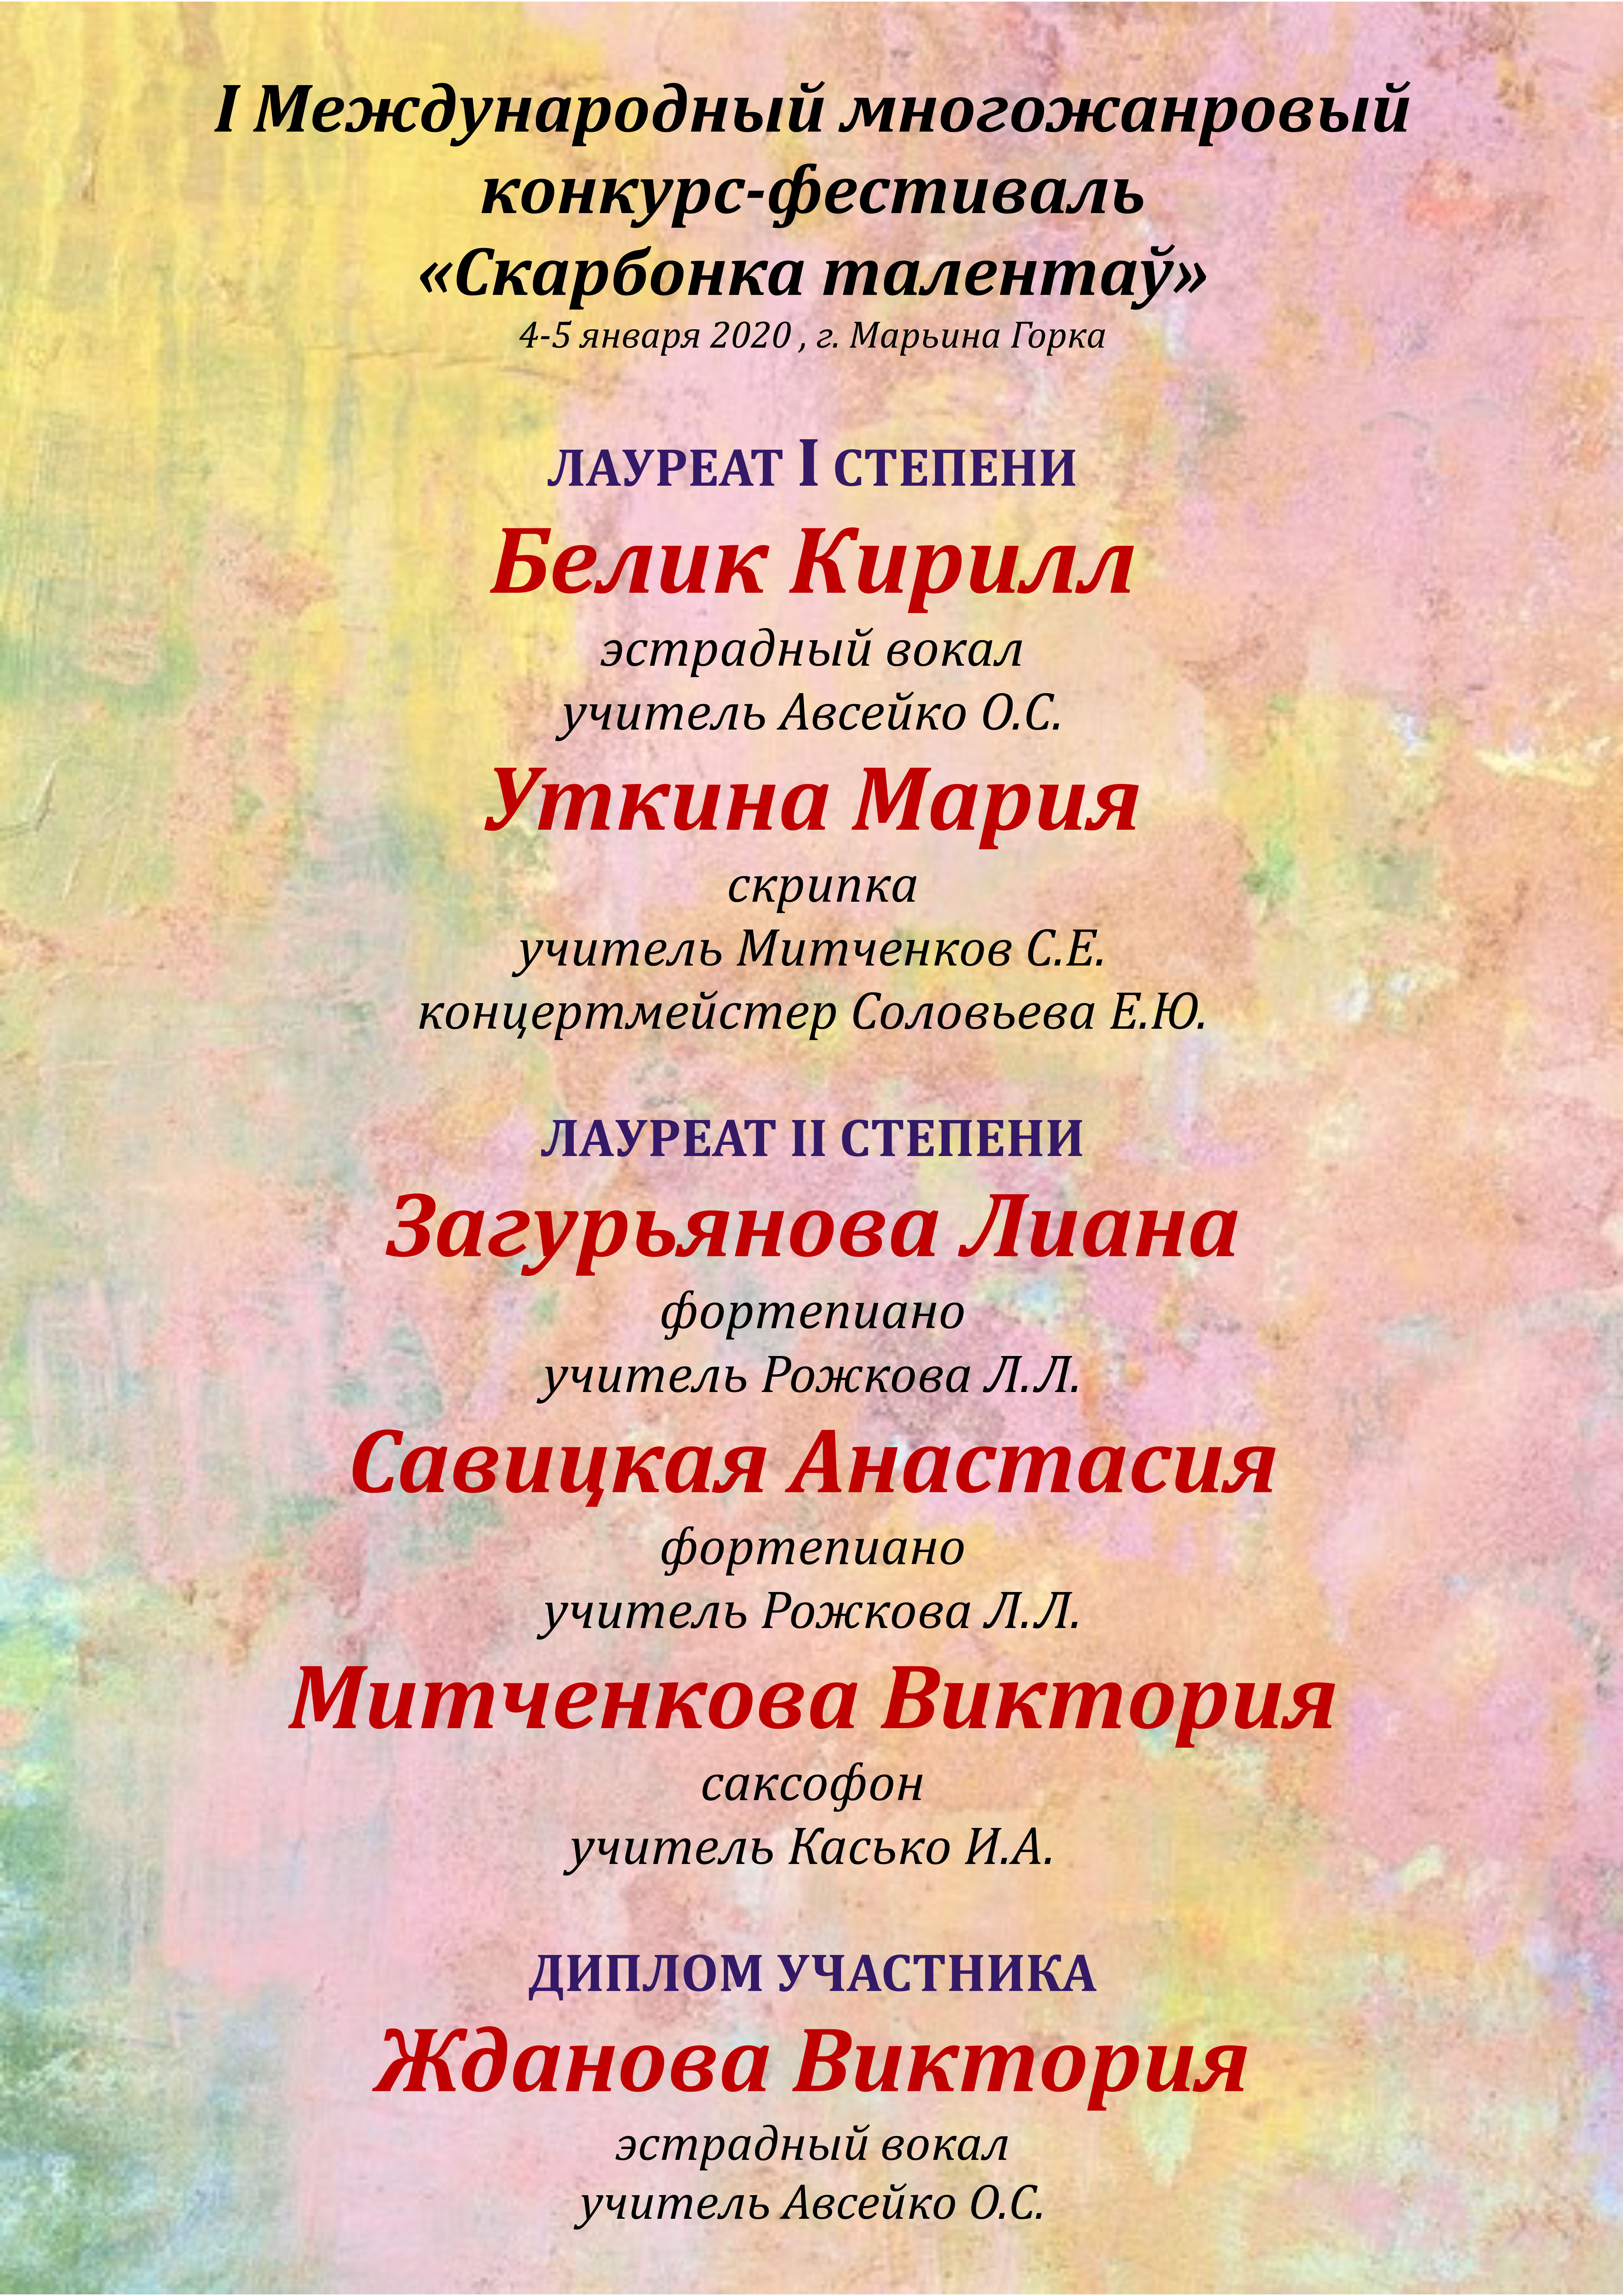 I Международный многожанровый
конкурс-фестиваль
«Скарбонка талентаў»
4-5 января 2020 , г. Марьина Горка
ЛАУРЕАТ I СТЕПЕНИ
Белик Кирилл
эстрадный вокал
учитель Авсейко О.С.
Уткина Мария
скрипка
учитель Митченков С.Е.
концертмейстер Соловьева Е.Ю.
ЛАУРЕАТ II СТЕПЕНИ
Загурьянова Лиана
фортепиано
учитель Рожкова Л.Л.
Савицкая Анастасия
фортепиано
учитель Рожкова Л.Л.
Митченкова Виктория
саксофон
учитель Касько И.А.
ДИПЛОМ УЧАСТНИКА
Жданова Виктория
эстрадный вокал
учитель Авсейко О.С.